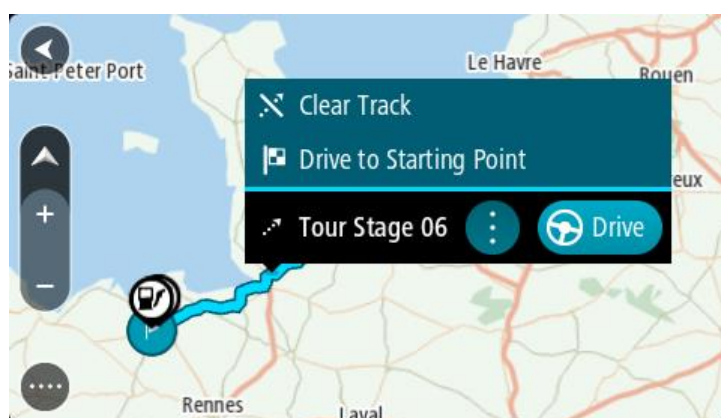 Saint-Peter Port
Le Havre
Rouen
Clear Track
Drive to Starting Point
eux
Tour Stage 06
Drive
Rennes
Laval